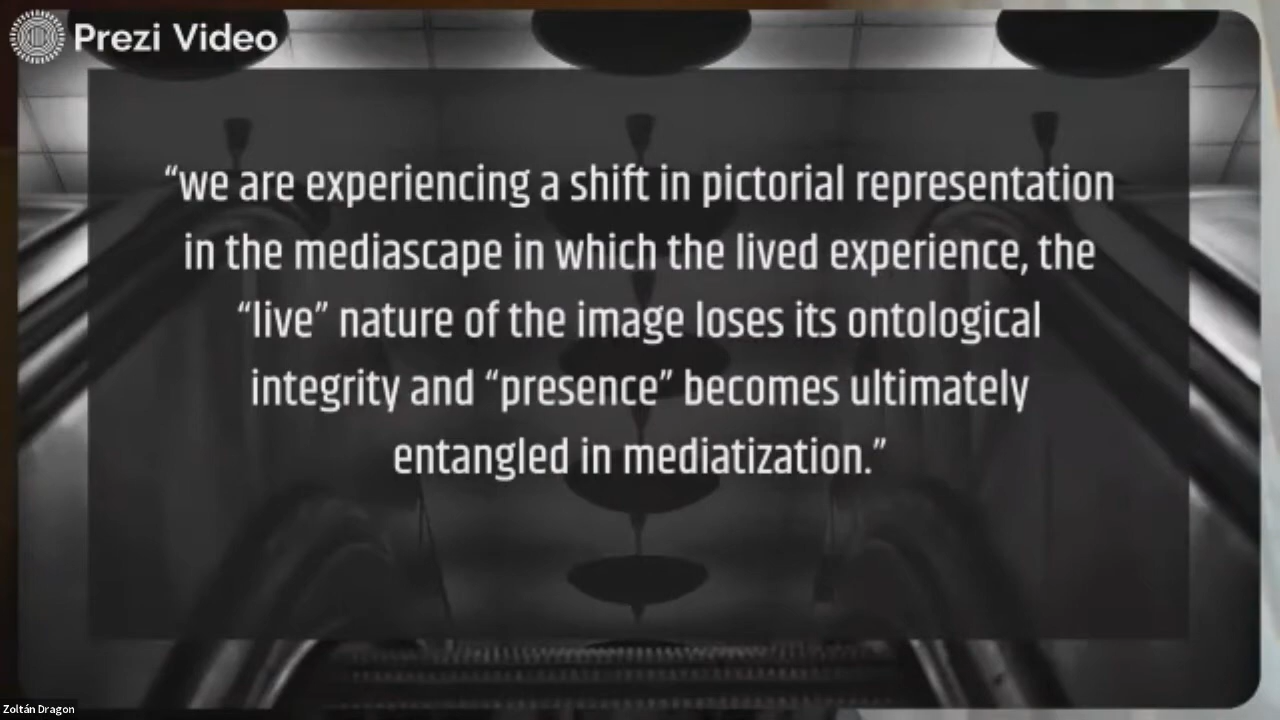 Prezi Video
“we are experiencing a shift in pictorial representation
in the mediascape in which the lived experience, the
“live” nature of the image loses its ontological
integrity and “presence” becomes ultimately
entangled in mediatization.”
Zoltán Dragon